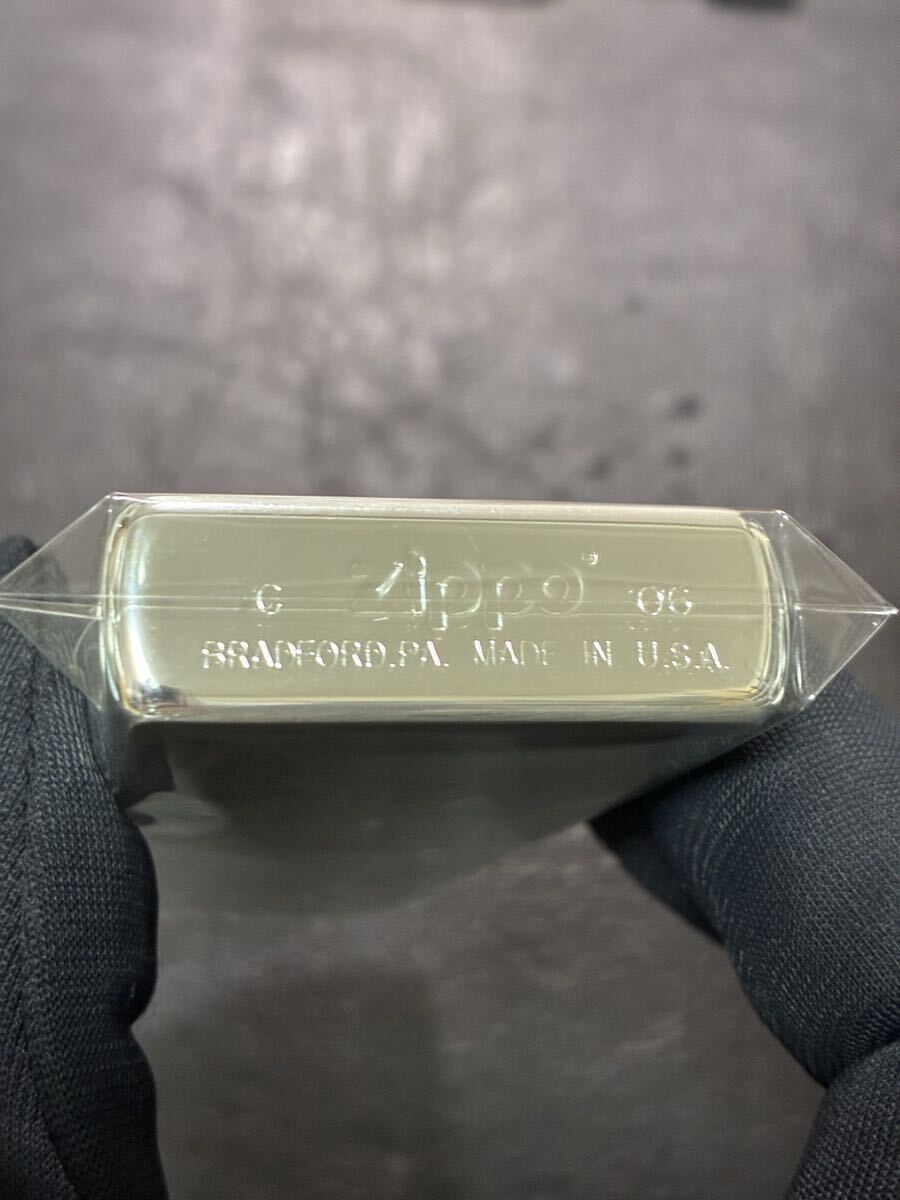 C Zippo® 06
BRADFORD, PA. MADE IN U.S.A.